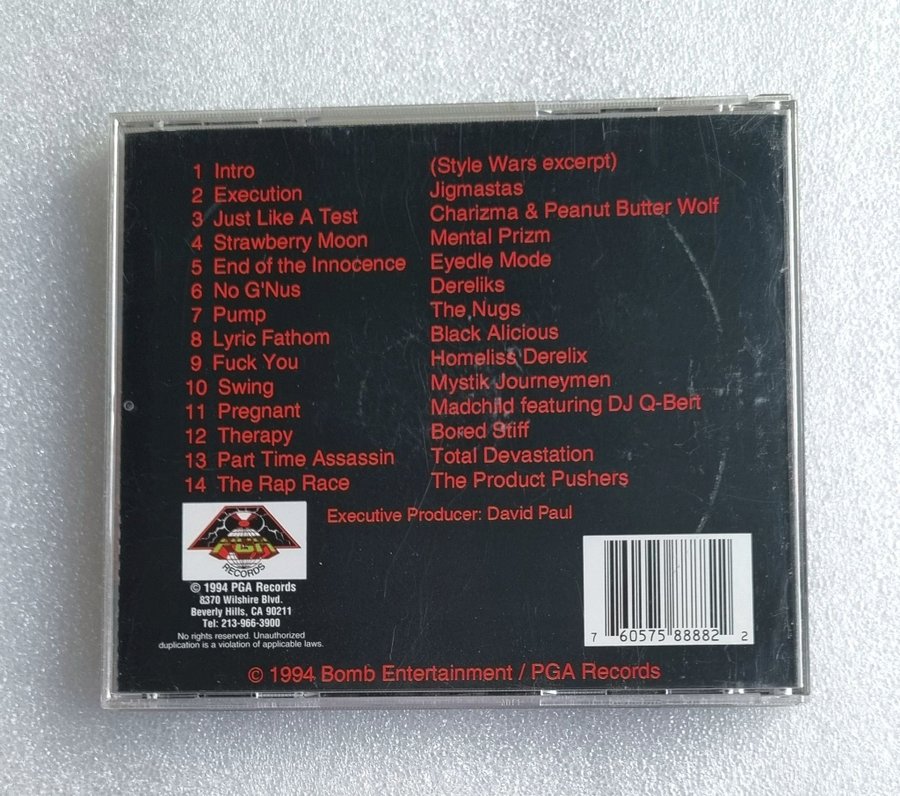 1 Intro (Style Wars excerpt)
2 Execution Jigmastas
3 Just Like A Test Charizma & Peanut Butter Wolf
4 Strawberry Moon Mental Prizm
5 End of the Innocence Eyedle Mode
6 No G'Nus Dereliks
7 Pump The Nugs
8 Lyric Fathom Black Alicious
9 Fuck You Homeliss Derelix
10 Swing Mystik Journeymen
11 Pregnant Madchild featuring DJ Q-Bert
12 Therapy Bored Stiff
13 Part Time Assassin Total Devastation
14 The Rap Race The Product Pushers
Executive Producer: David Paul
PGA
RECORDS
© 1994 PGA Records
8370 Wilshire Blvd.
Beverly Hills, CA 90211
Tel: 213-966-3900
No rights reserved. Unauthorized
duplication is a violation of applicable laws.
7 60575 88882 2
© 1994 Bomb Entertainment / PGA Records